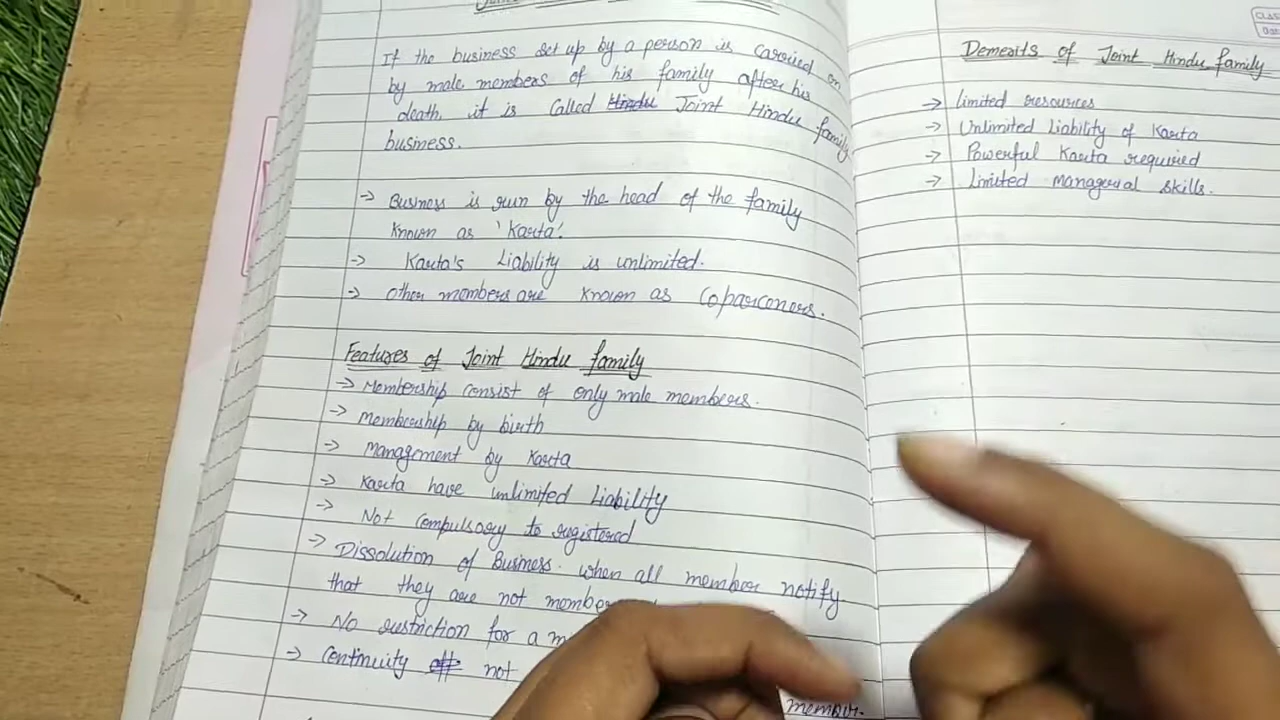 If the business set up by a person is carried on
by male members of his family after his
death, it is called Hindu Joint Hindu family
business.
→ Business is run by the head of the family
known as 'Karta'.
→ Karta's Liability is unlimited.
→ Other members are known as Coparceners.
Features of Joint Hindu family
→ Membership consist of only male members.
→ Membership by birth
→ Management by Karta
→ Karta have unlimited Liability
→ Not compulsory to registered
→ Dissolution of Business when all member notify
that they are not member
→ No restriction for a m
→ Continuity off not
member.
Demerits of Joint Hindu family
→ limited resources
→ Unlimited Liability of Karta
→ Powerful Karta required
→ Limited managerial skills.